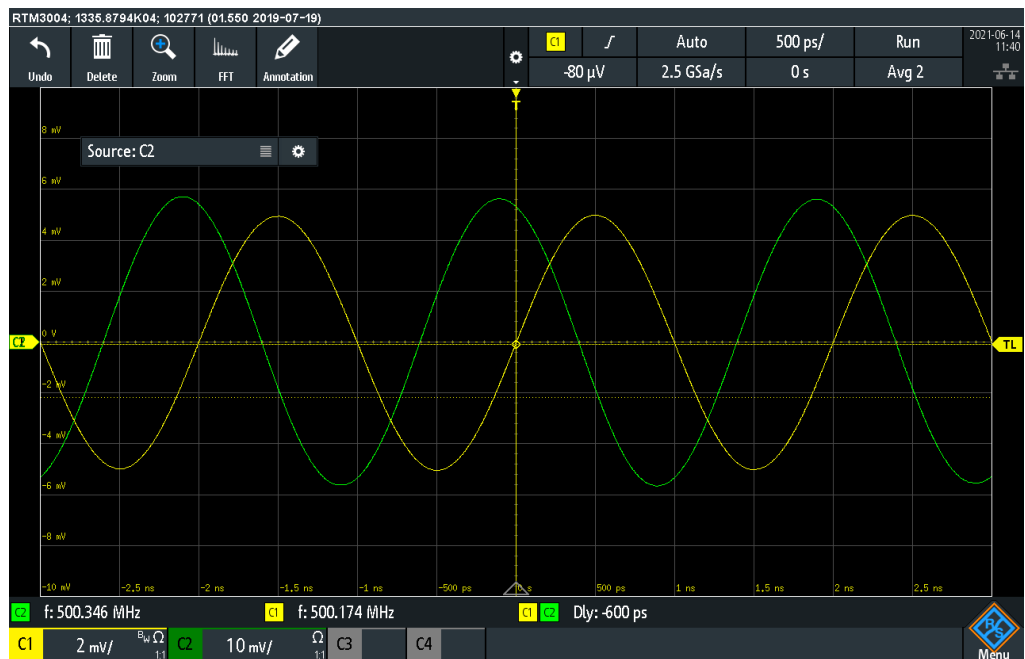 RTM3004; 1335.8794K04; 102771 (01.550 2019-07-19)
Undo Delete Zoom FFT Annotation
C1 Auto 500 ps/ Run
-80 µV 2.5 GSa/s 0 s Avg 2
2021-06-14
11:40
T
8 mV
Source: C2
6 mV
4 mV
2 mV
0 V
C2 TL
-2 mV
-4 mV
-6 mV
-8 mV
-10 mV -2.5 ns -2 ns -1.5 ns -1 ns -500 ps 0 s 500 ps 1 ns 1.5 ns 2 ns 2.5 ns
C2 f: 500.346 MHz C1 f: 500.174 MHz C1 C2 Dly: -600 ps
C1 2 mV/ BW Ω 1:1 C2 10 mV/ Ω 1:1 C3 C4
R&S
Menu